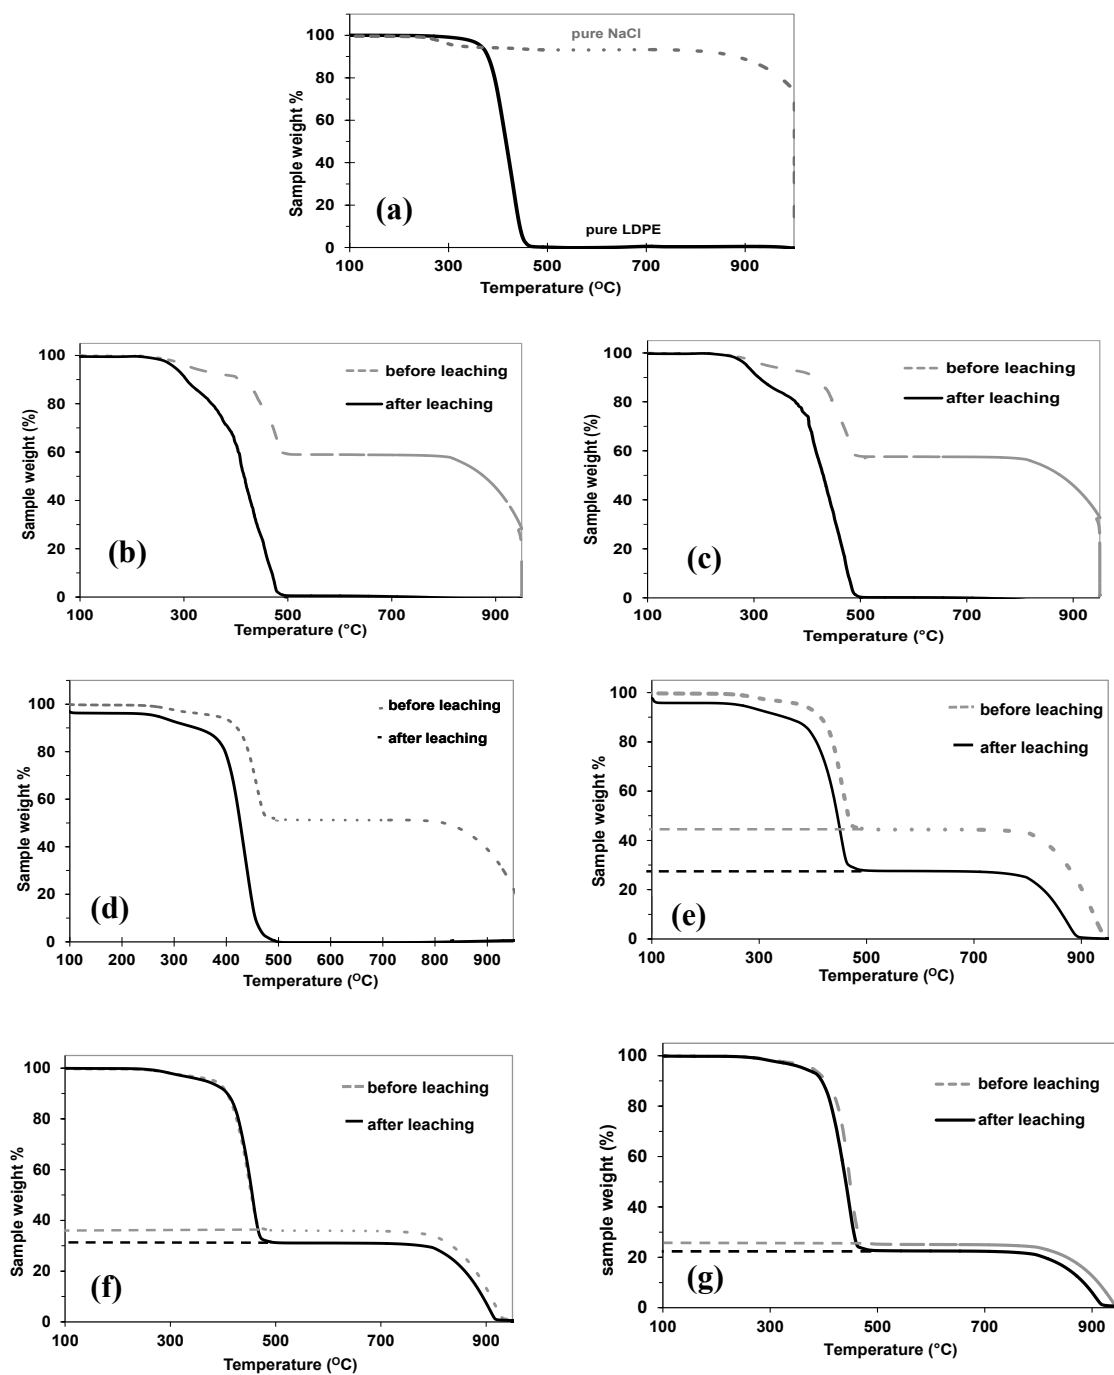 100
80
60
40
20
0
Sample weight %
pure NaCl
(a)
pure LDPE
100 300 500 700 900
Temperature (ᴼC)
100
80
60
40
20
0
Sample weight (%)
before leaching
after leaching
(b)
100 300 500 700 900
Temperature (°C)
100
80
60
40
20
0
Sample weight (%)
before leaching
after leaching
(c)
100 300 500 700 900
Temperature (°C)
100
80
60
40
20
0
Sample weight %
before leaching
after leaching
(d)
100 200 300 400 500 600 700 800 900
Temperature (ᴼC)
100
80
60
40
20
0
Sample weight %
before leaching
after leaching
(e)
100 300 500 700 900
Temperature (ᴼC)
100
80
60
40
20
0
Sample weight %
before leaching
after leaching
(f)
100 300 500 700 900
Temperature (ᴼC)
100
80
60
40
20
0
sample weight (%)
before leaching
after leaching
(g)
100 300 500 700 900
Temperature (°C)